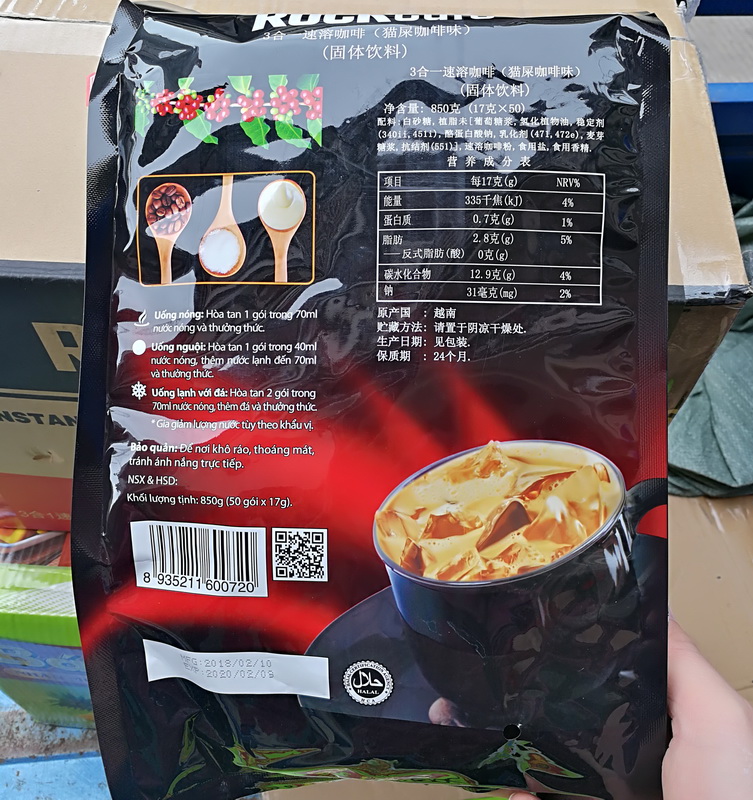 3合一速溶咖啡（猫屎咖啡味）
（固体饮料）
3合一速溶咖啡（猫屎咖啡味）
（固体饮料）
净含量: 850克 (17克×50)
配料:白砂糖, 植脂末[葡萄糖浆, 氢化植物油, 稳定剂
(340ii, 451i), 酪蛋白酸钠, 乳化剂(471, 472e), 麦芽
糖浆, 抗结剂(551)], 速溶咖啡粉, 食用盐, 食用香精.
营养成分表
项目 每17克(g) NRV%
能量 335千焦(kJ) 4%
蛋白质 0.7克(g) 1%
脂肪 2.8克(g) 5%
——反式脂肪(酸) 0克(g)
碳水化合物 12.9克(g) 4%
钠 31毫克(mg) 2%
原产国 : 越南
贮藏方法: 请置于阴凉干燥处.
生产日期: 见包装.
保质期 : 24个月.
Uống nóng: Hòa tan 1 gói trong 70ml
nước nóng và thưởng thức.
Uống nguội: Hòa tan 1 gói trong 40ml
nước nóng, thêm nước lạnh đến 70ml
và thưởng thức.
Uống lạnh với đá: Hòa tan 2 gói trong
70ml nước nóng, thêm đá và thưởng thức.
* Gia giảm lượng nước tùy theo khẩu vị.
Bảo quản: Để nơi khô ráo, thoáng mát,
tránh ánh nắng trực tiếp.
NSX & HSD:
Khối lượng tịnh: 850g (50 gói x 17g).
8 935211 600720
MFG:2018/02/10
EXP:2020/02/09
حلال
HALAL
INSTAN
3合1速